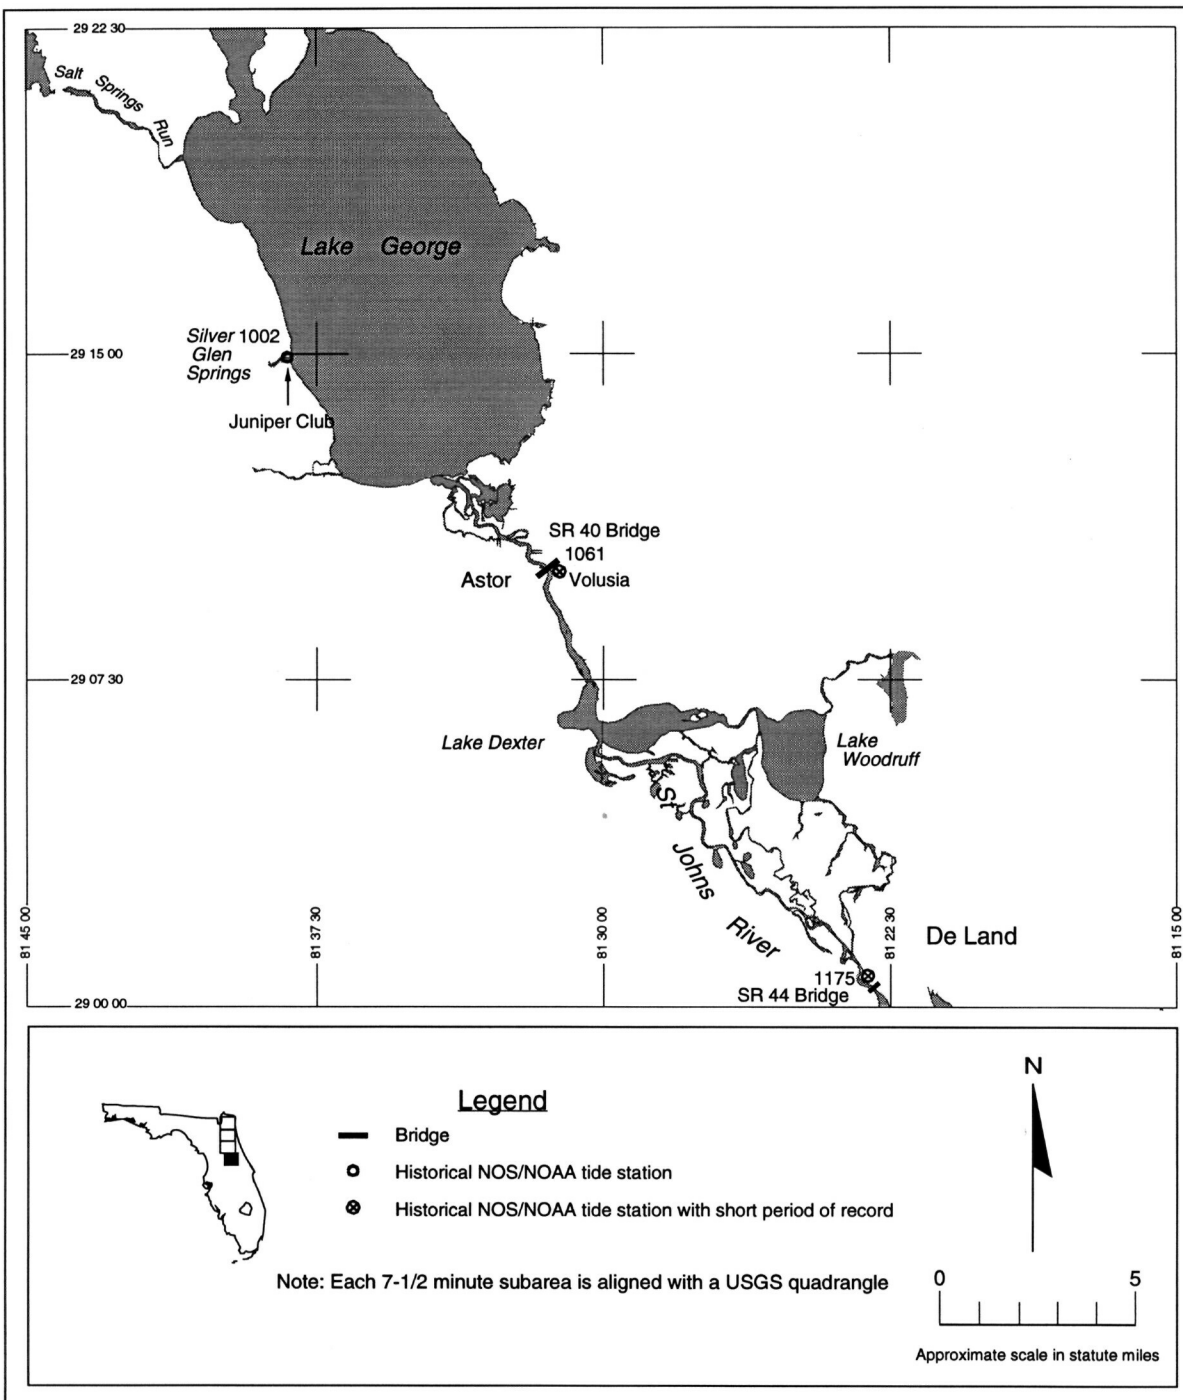 29 22 30
Salt Springs Run
Lake George
Silver 1002
Glen
Springs
29 15 00
Juniper Club
SR 40 Bridge
1061
Astor
Volusia
29 07 30
Lake Dexter
Lake
Woodruff
St Johns River
81 45 00
81 37 30
81 30 00
81 22 30
81 15 00
De Land
1175
SR 44 Bridge
29 00 00
Legend
Bridge
Historical NOS/NOAA tide station
Historical NOS/NOAA tide station with short period of record
Note: Each 7-1/2 minute subarea is aligned with a USGS quadrangle
N
0 5
Approximate scale in statute miles